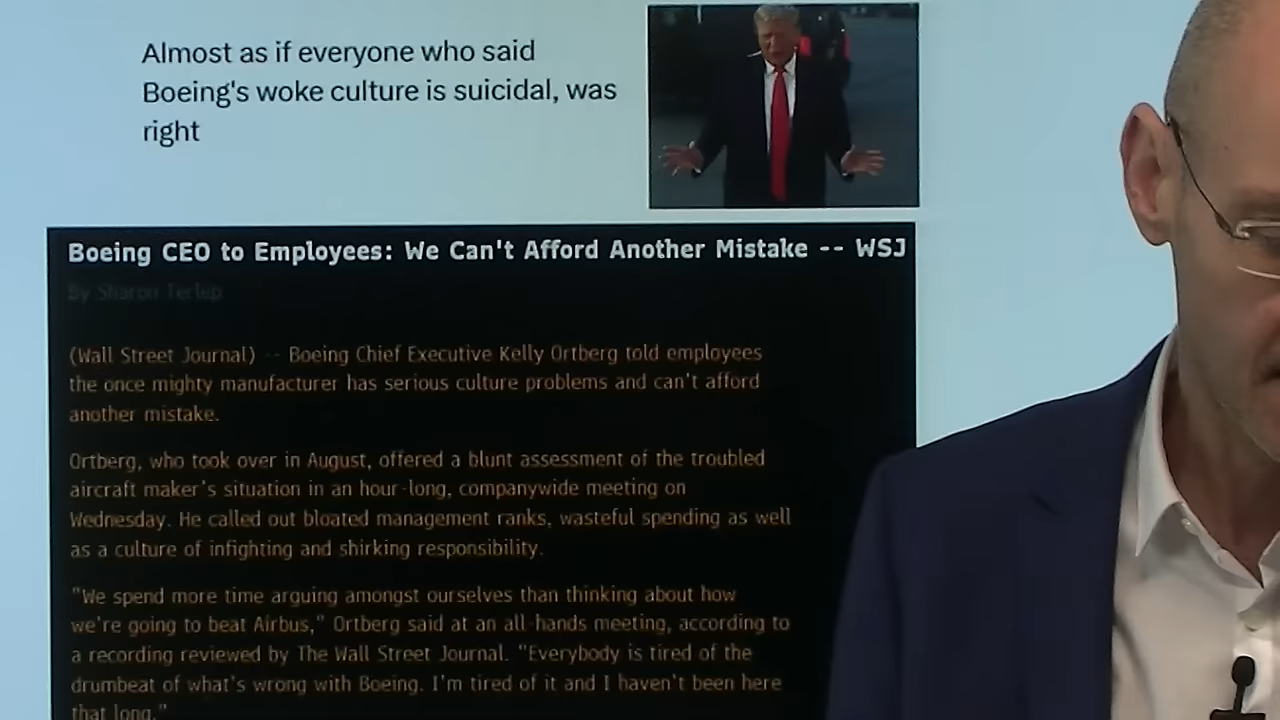 Almost as if everyone who said
Boeing's woke culture is suicidal, was
right
Boeing CEO to Employees: We Can't Afford Another Mistake -- WSJ
By Sharon Terlep
(Wall Street Journal) -- Boeing Chief Executive Kelly Ortberg told employees
the once mighty manufacturer has serious culture problems and can't afford
another mistake.
Ortberg, who took over in August, offered a blunt assessment of the troubled
aircraft maker's situation in an hour-long, companywide meeting on
Wednesday. He called out bloated management ranks, wasteful spending as well
as a culture of infighting and shirking responsibility.
"We spend more time arguing amongst ourselves than thinking about how
we're going to beat Airbus," Ortberg said at an all-hands meeting, according to
a recording reviewed by The Wall Street Journal. "Everybody is tired of the
drumbeat of what's wrong with Boeing. I'm tired of it and I haven't been here
that long."